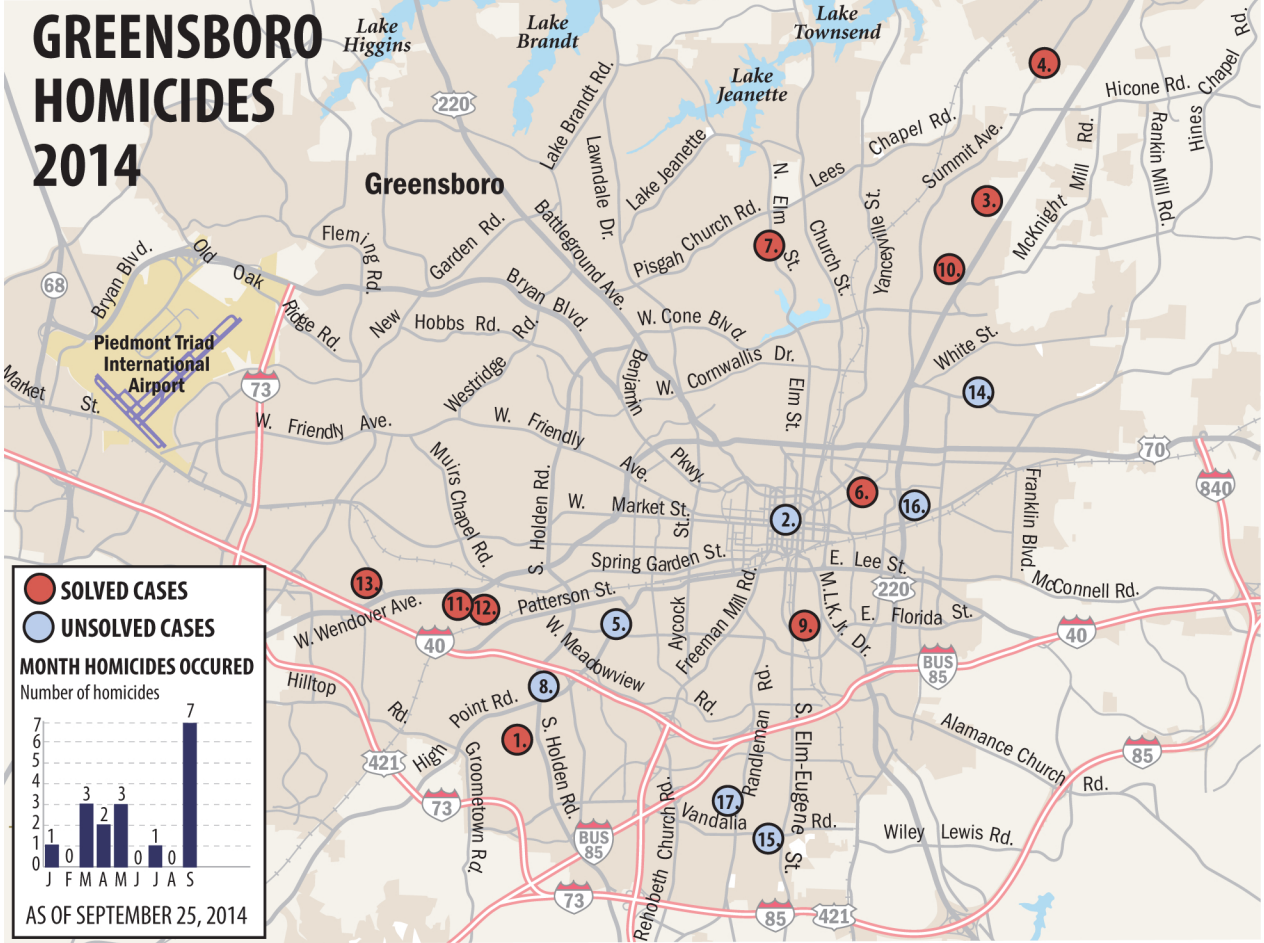 GREENSBORO
HOMICIDES
2014
Lake
Higgins
Lake
Brandt
Lake
Townsend
Lake
Jeanette
Greensboro
220
68
Bryan Blvd.
Old
Oak
Ridge Rd.
Fleming Rd.
New
Garden Rd.
Lake Brandt Rd.
Lawndale Dr.
Lake Jeanette
Battleground Ave.
Pisgah Church Rd.
N. Elm
St.
Lees
Chapel Rd.
Church St.
Yanceyville St.
Summit Ave.
Hicone Rd.
McKnight
Mill
Rd.
Rankin Mill Rd.
Hines
Chapel
Rd.
4.
3.
7.
10.
Piedmont Triad
International
Airport
Market
St.
73
Hobbs Rd.
Bryan Blvd.
Westridge
Rd.
W. Cone Blvd.
Benjamin
Pkwy.
W. Cornwallis Dr.
Elm St.
White St.
14.
W. Friendly Ave.
W. Friendly
Ave.
Muirs Chapel Rd.
S. Holden Rd.
W. Market St.
St.
70
840
Franklin Blvd.
6.
16.
2.
Spring Garden St.
E. Lee St.
220
McConnell Rd.
13.
11.
12.
W. Wendover Ave.
Patterson St.
5.
Aycock
Freeman Mill Rd.
9.
M.L.K. Jr. Dr.
E. Florida St.
40
40
W. Meadowview
Rd.
BUS
85
Hilltop
Rd.
High
Point Rd.
8.
1.
S. Holden Rd.
Groometown Rd.
421
73
Randleman
Rd.
S. Elm-Eugene
St.
Alamance Church
Rd.
85
17.
Vandalia
Rd.
15.
Wiley Lewis Rd.
BUS
85
Rehobeth Church Rd.
73
85
421
SOLVED CASES
UNSOLVED CASES
MONTH HOMICIDES OCCURED
Number of homicides
7
6
5
4
3
2
1
0
1 0 3 2 3 0 1 0 7
J F M A M J J A S
AS OF SEPTEMBER 25, 2014